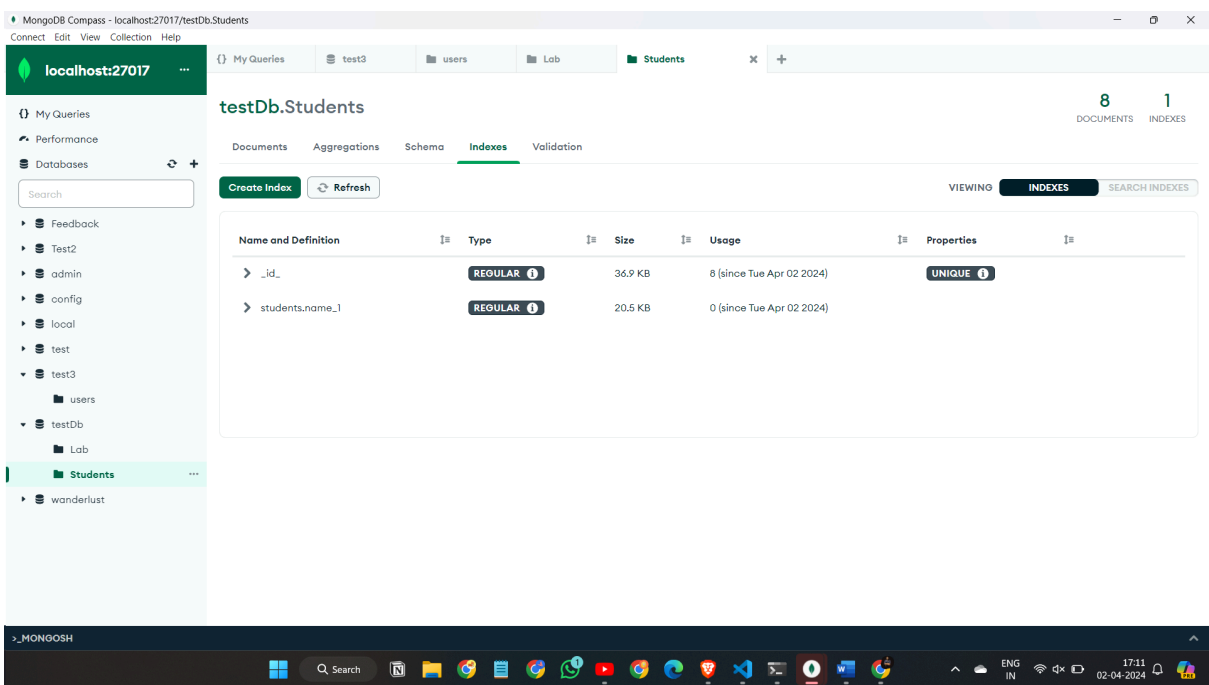 MongoDB Compass - localhost:27017/testDb.Students
Connect Edit View Collection Help
localhost:27017 ...
{} My Queries
test3
users
Lab
Students
{} My Queries
Performance
Databases
Search
Feedback
Test2
admin
config
local
test
test3
users
testDb
Lab
Students ...
wanderlust
testDb.Students
8 1
DOCUMENTS INDEXES
Documents Aggregations Schema Indexes Validation
Create Index Refresh VIEWING INDEXES SEARCH INDEXES
Name and Definition Type Size Usage Properties
_id_ REGULAR 36.9 KB 8 (since Tue Apr 02 2024) UNIQUE
students.name_1 REGULAR 20.5 KB 0 (since Tue Apr 02 2024)
>_MONGOSH
Search
1
W
PRE
ENG
IN
17:11
02-04-2024